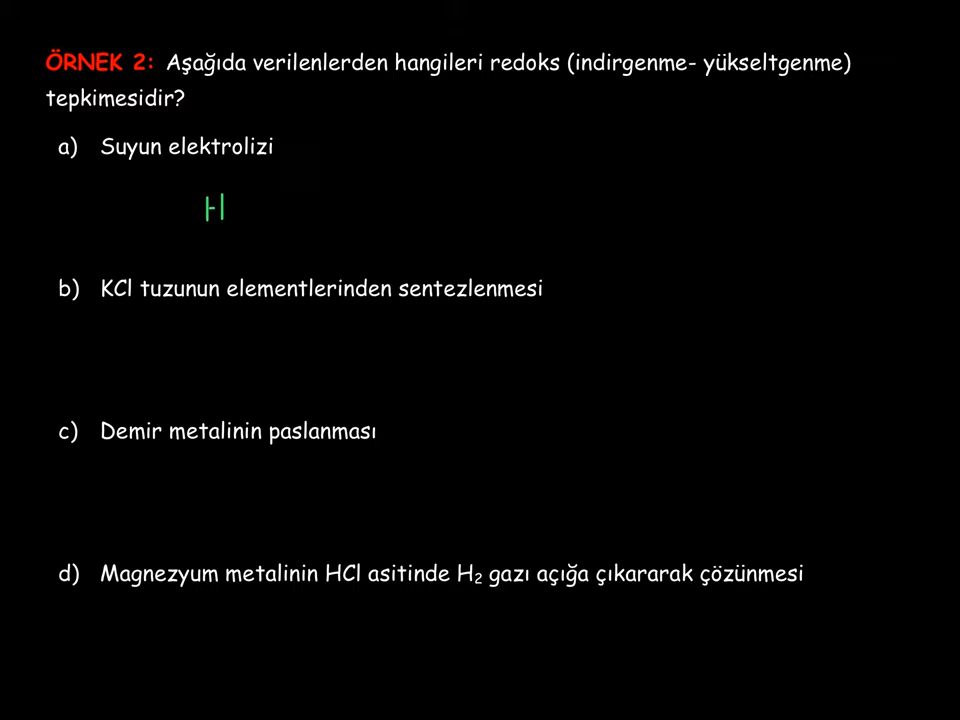 ÖRNEK 2: Aşağıda verilenlerden hangileri redoks (indirgenme- yükseltgenme)
tepkimesidir?
a) Suyun elektrolizi
H
b) KCl tuzunun elementlerinden sentezlenmesi
c) Demir metalinin paslanması
d) Magnezyum metalinin HCl asitinde H₂ gazı açığa çıkararak çözünmesi